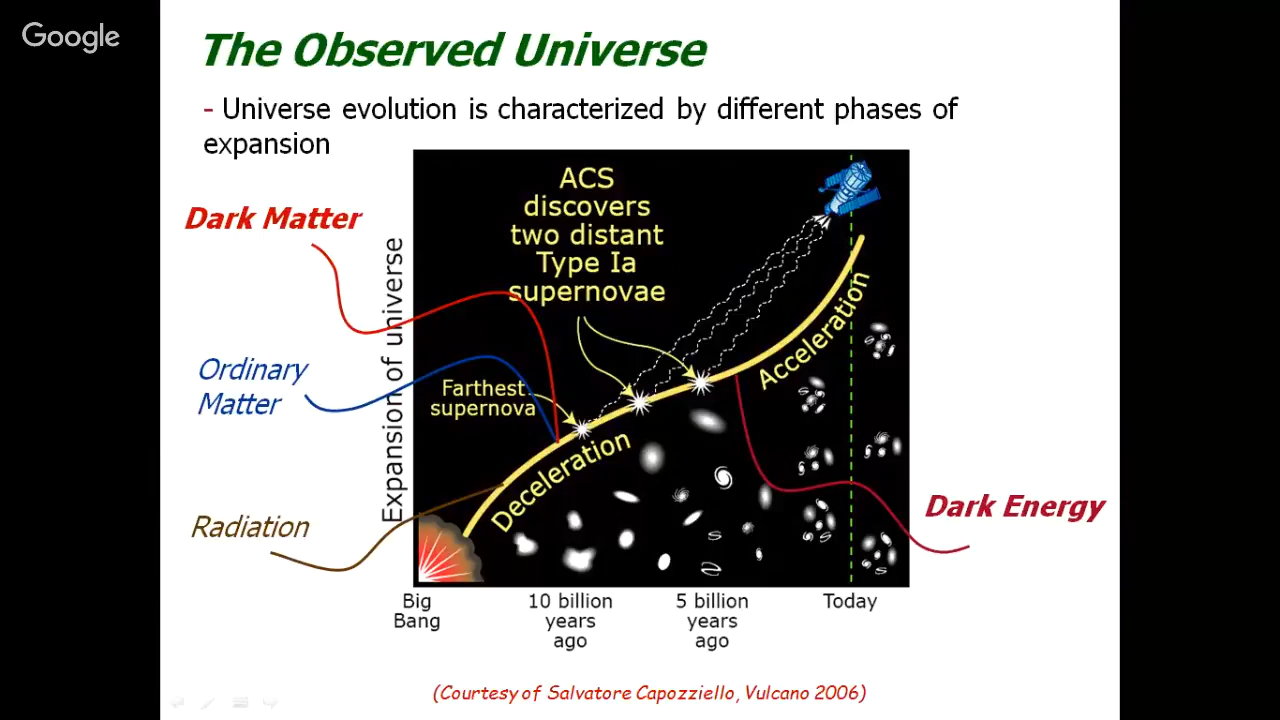 Google
The Observed Universe
- Universe evolution is characterized by different phases of
expansion
Dark Matter
Ordinary
Matter
Radiation
Expansion of universe
ACS
discovers
two distant
Type Ia
supernovae
Farthest
supernova
Deceleration
Acceleration
Dark Energy
Big
Bang
10 billion
years
ago
5 billion
years
ago
Today
(Courtesy of Salvatore Capozziello, Vulcano 2006)